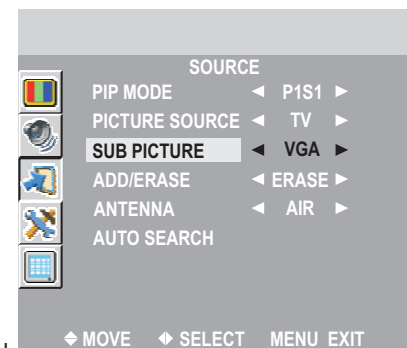 SOURCE
PIP MODE ◄ P1S1 ►
PICTURE SOURCE ◄ TV ►
SUB PICTURE ◄ VGA ►
ADD/ERASE ◄ ERASE ►
ANTENNA ◄ AIR ►
AUTO SEARCH
MOVE SELECT MENU EXIT